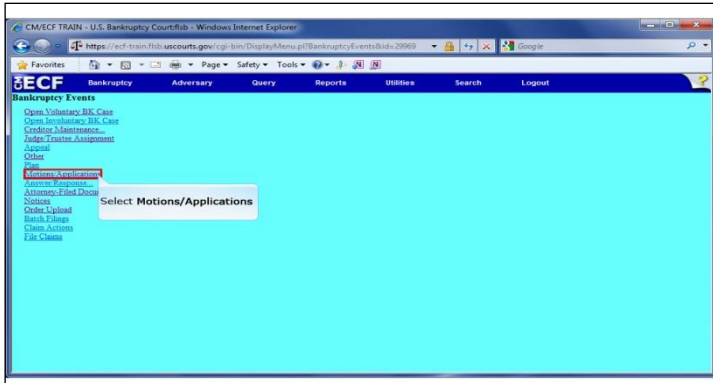 CM/ECF TRAIN - U.S. Bankruptcy Court:flsb - Windows Internet Explorer
https://ecf-train.flsb.uscourts.gov/cgi-bin/DisplayMenu.pl?BankruptcyEvents&id=29969
Google
Favorites Page Safety Tools
ECF Bankruptcy Adversary Query Reports Utilities Search Logout ?
Bankruptcy Events
Open Voluntary BK Case
Open Involuntary BK Case
Creditor Maintenance...
Judge/Trustee Assignment
Appeal
Other
Plan
Motions/Applications
Answer/Response...
Attorney-Filed Docu
Notices
Select Motions/Applications
Order Upload
Batch Filings
Claim Actions
File Claims